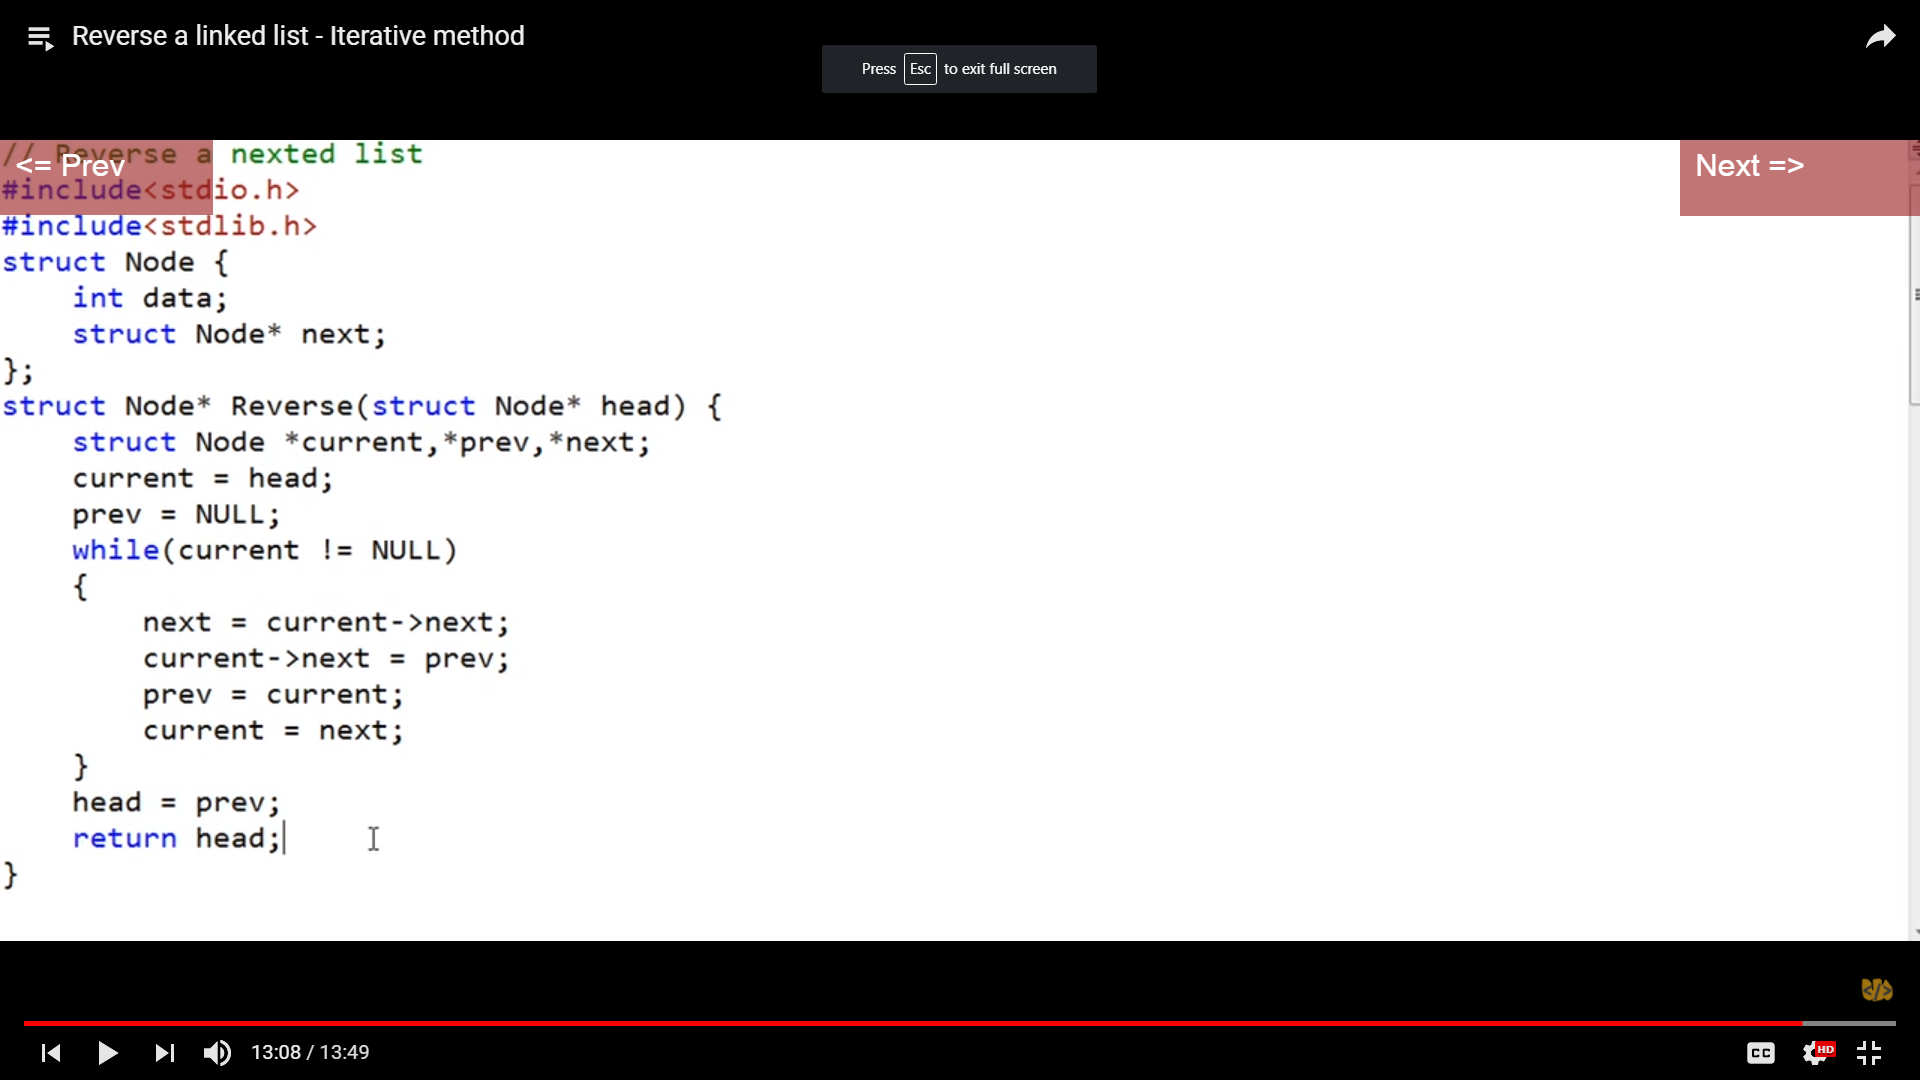 Reverse a linked list - Iterative method
Press Esc to exit full screen
<= Prev
Next =>
// Reverse a nexted list
#include<stdio.h>
#include<stdlib.h>
struct Node {
    int data;
    struct Node* next;
};
struct Node* Reverse(struct Node* head) {
    struct Node *current,*prev,*next;
    current = head;
    prev = NULL;
    while(current != NULL)
    {
        next = current->next;
        current->next = prev;
        prev = current;
        current = next;
    }
    head = prev;
    return head;
}
</>
13:08 / 13:49
CC
HD